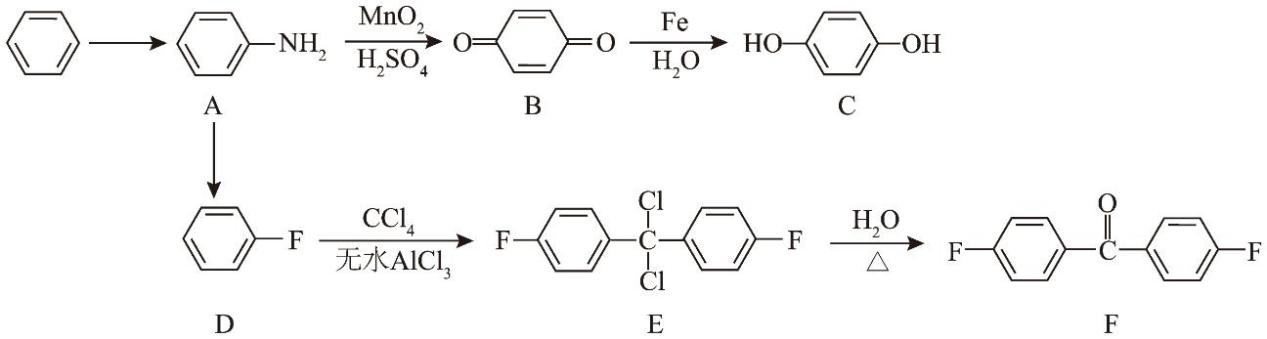 NH₂
MnO₂
H₂SO₄
O
O
Fe
H₂O
HO
OH
A
B
C
F
CCl₄
无水AlCl₃
F
Cl
C
Cl
F
H₂O
△
F
O
C
F
D
E
F